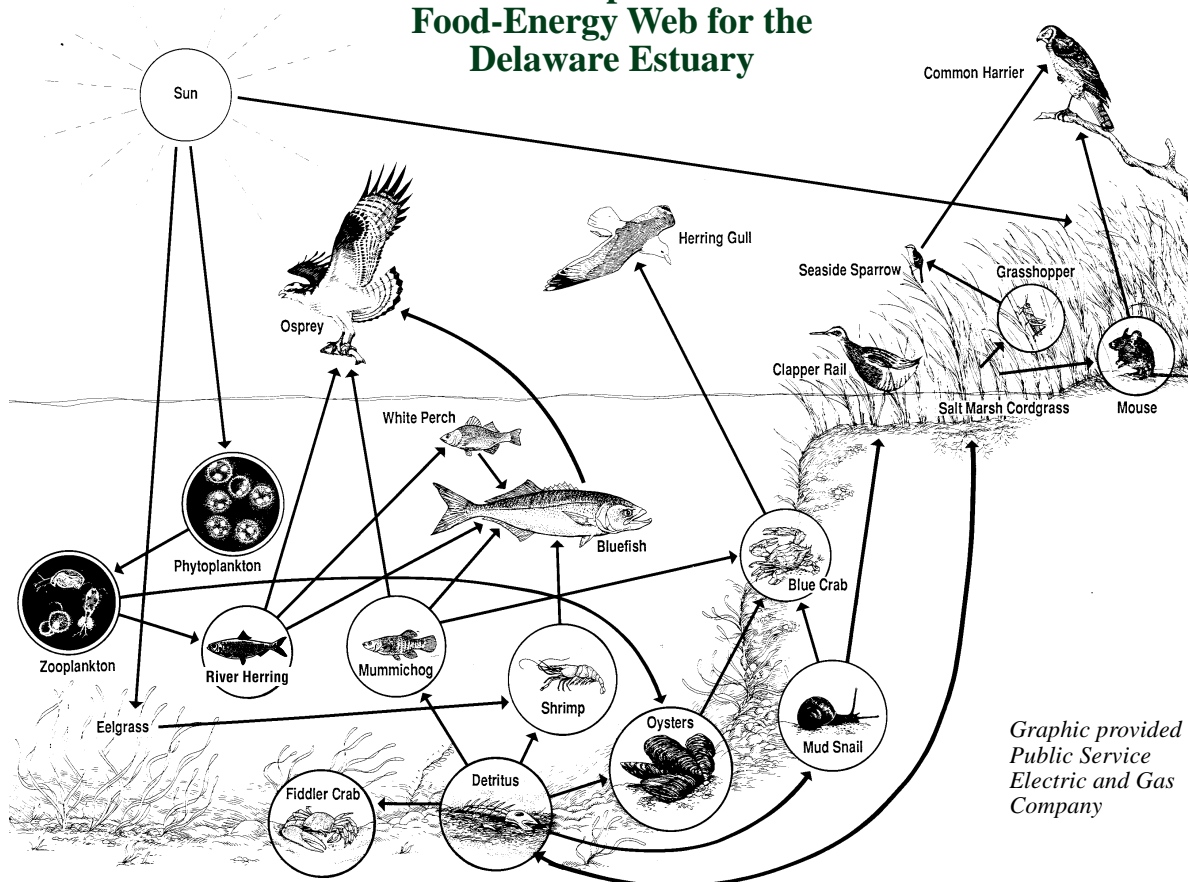 Food-Energy Web for the
Delaware Estuary
Sun
Common Harrier
Herring Gull
Seaside Sparrow
Grasshopper
Osprey
Clapper Rail
White Perch
Salt Marsh Cordgrass
Mouse
Bluefish
Phytoplankton
Blue Crab
Zooplankton
River Herring
Mummichog
Shrimp
Eelgrass
Oysters
Mud Snail
Graphic provided
Public Service
Electric and Gas
Company
Detritus
Fiddler Crab